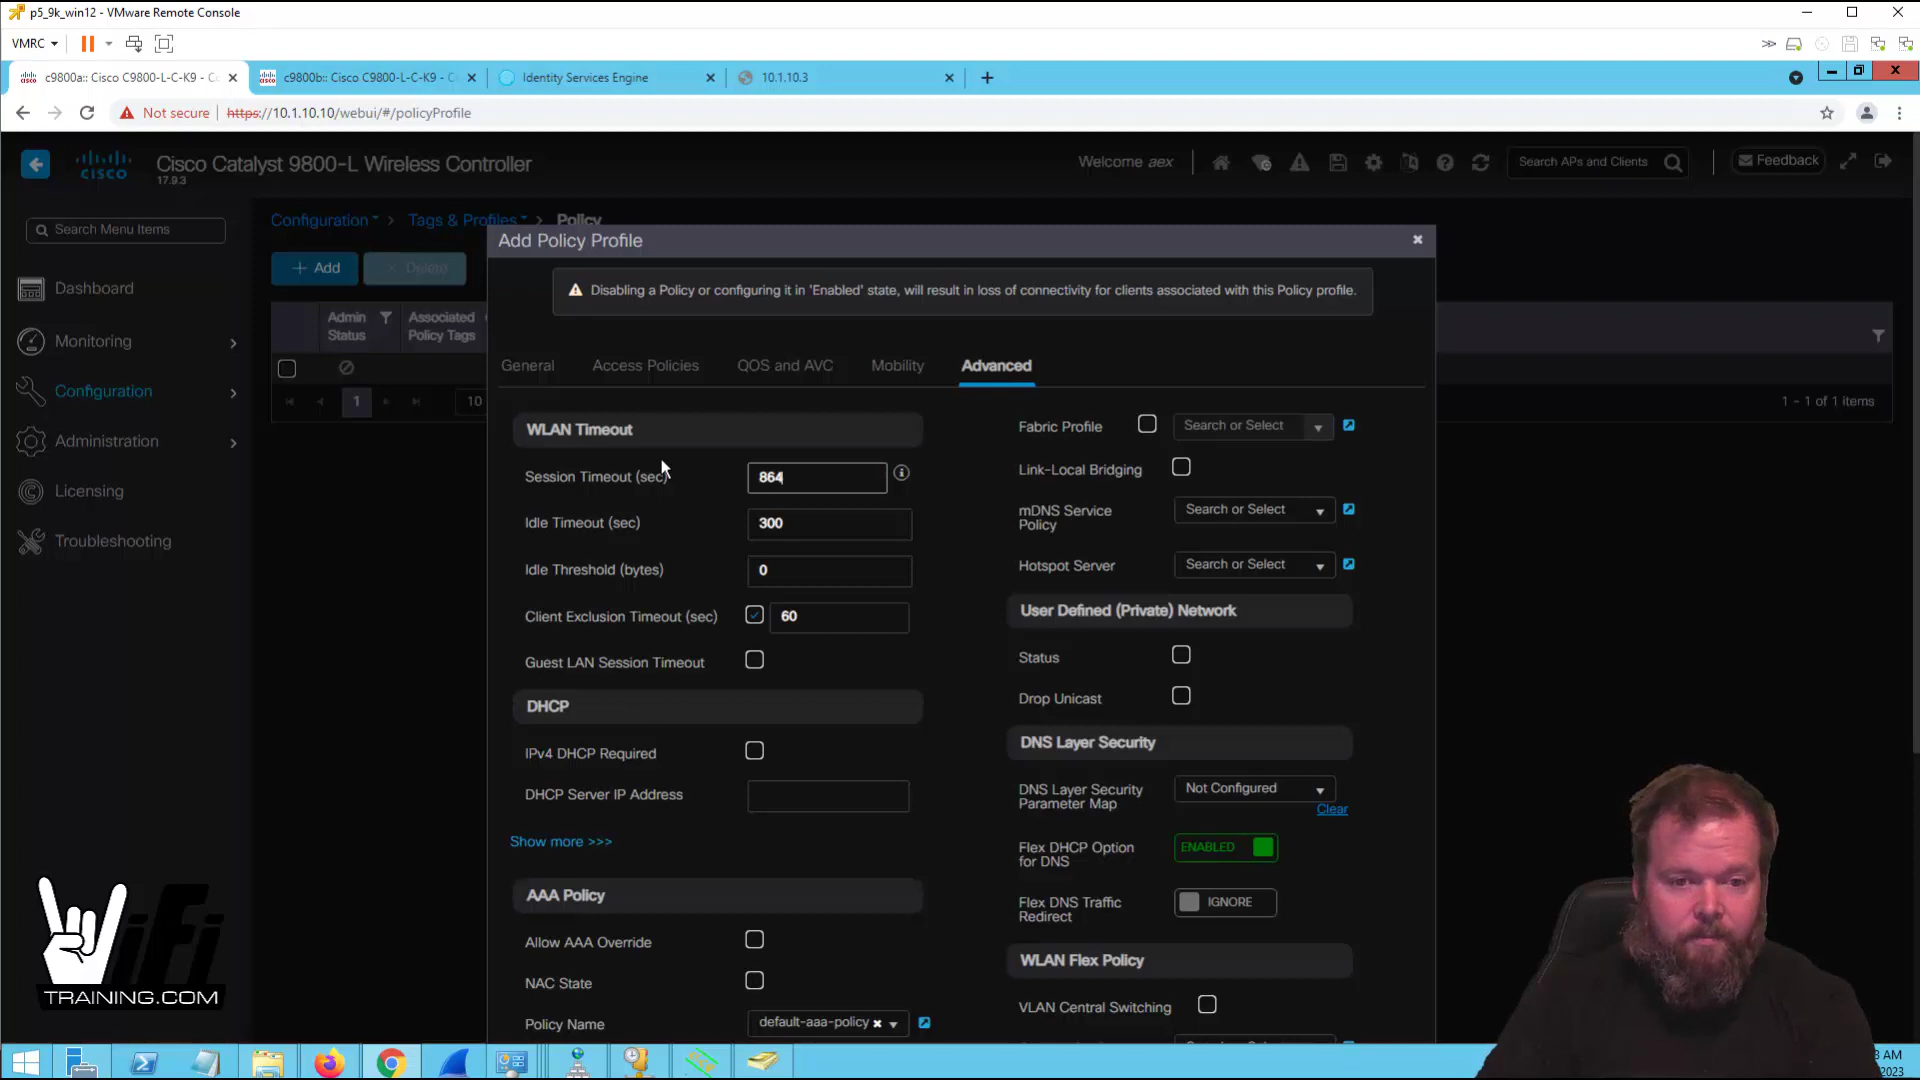 p5_9k_win12 - VMware Remote Console
VMRC
c9800a:: Cisco C9800-L-C-K9 - Co
c9800b:: Cisco C9800-L-C-K9 - C
Identity Services Engine
10.1.10.3
Not secure
https://10.1.10.10/webui/#/policyProfile
CISCO
Cisco Catalyst 9800-L Wireless Controller
17.9.3
Welcome aex
Search APs and Clients
Feedback
Search Menu Items
Dashboard
Monitoring
Configuration
Administration
Licensing
Troubleshooting
Configuration > Tags & Profiles > Policy
+ Add
× Delete
Admin Status
Associated Policy Tags
1
10
1 - 1 of 1 items
Add Policy Profile
Disabling a Policy or configuring it in 'Enabled' state, will result in loss of connectivity for clients associated with this Policy profile.
General
Access Policies
QOS and AVC
Mobility
Advanced
WLAN Timeout
Session Timeout (sec)
864
Idle Timeout (sec)
300
Idle Threshold (bytes)
0
Client Exclusion Timeout (sec)
60
Guest LAN Session Timeout
DHCP
IPv4 DHCP Required
DHCP Server IP Address
Show more >>>
AAA Policy
Allow AAA Override
NAC State
Policy Name
default-aaa-policy
Fabric Profile
Search or Select
Link-Local Bridging
mDNS Service Policy
Search or Select
Hotspot Server
Search or Select
User Defined (Private) Network
Status
Drop Unicast
DNS Layer Security
DNS Layer Security Parameter Map
Not Configured
Clear
Flex DHCP Option for DNS
ENABLED
Flex DNS Traffic Redirect
IGNORE
WLAN Flex Policy
VLAN Central Switching
WiFi
TRAINING.COM
AM
2023